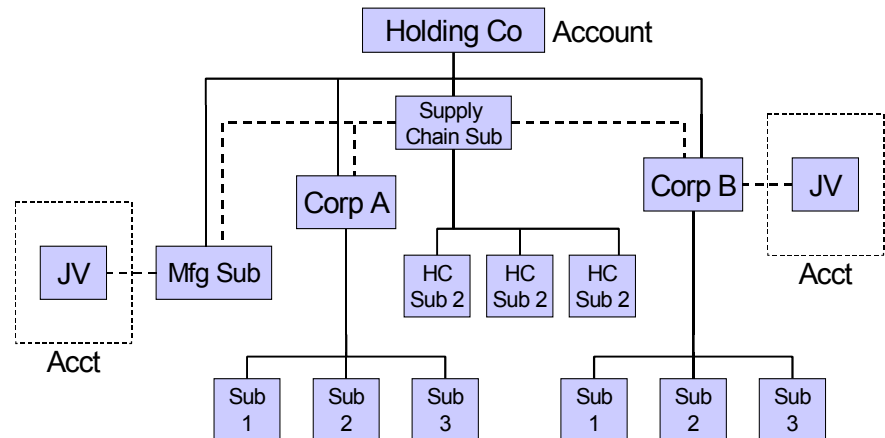 Holding Co
Account
Supply
Chain Sub
Corp A
Corp B
JV
JV
Mfg Sub
HC
Sub 2
HC
Sub 2
HC
Sub 2
Acct
Acct
Sub
1
Sub
2
Sub
3
Sub
1
Sub
2
Sub
3